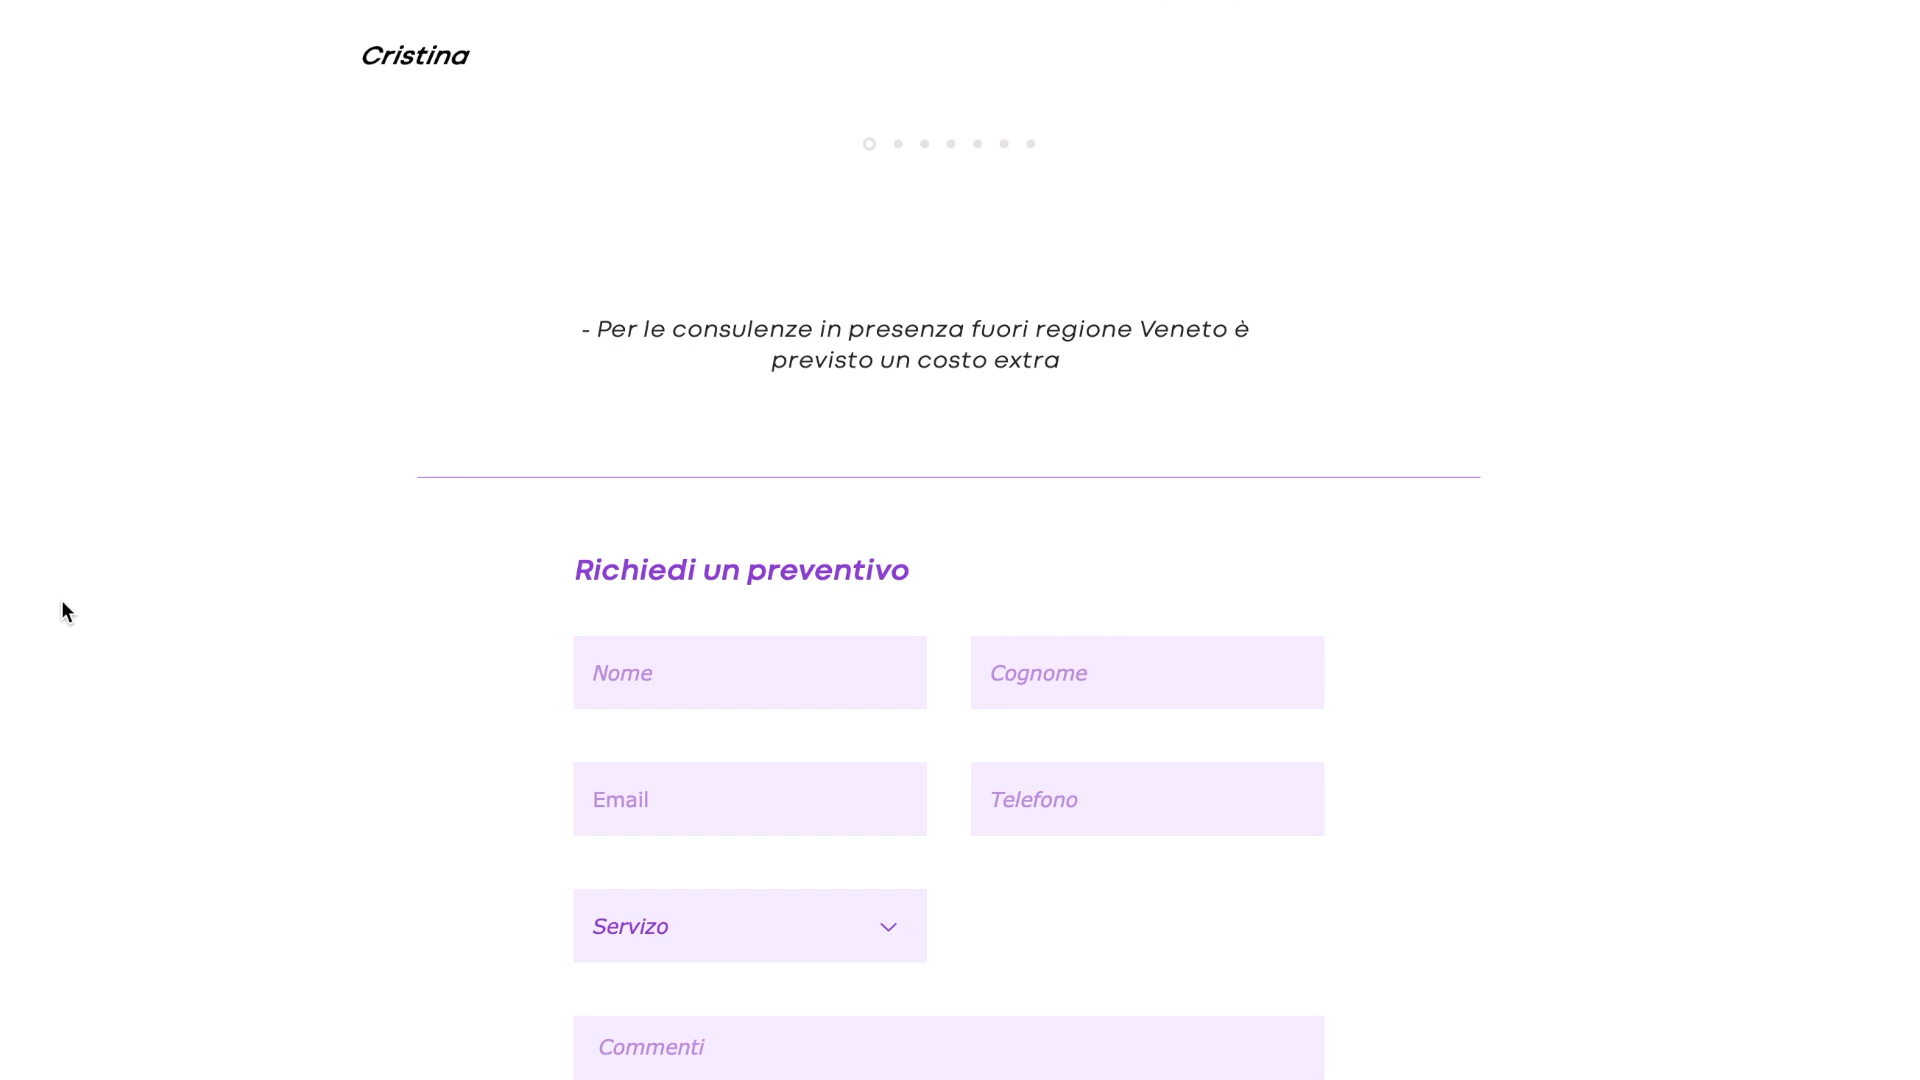 Cristina
- Per le consulenze in presenza fuori regione Veneto è
previsto un costo extra
Richiedi un preventivo
Nome
Cognome
Email
Telefono
Servizo
Commenti